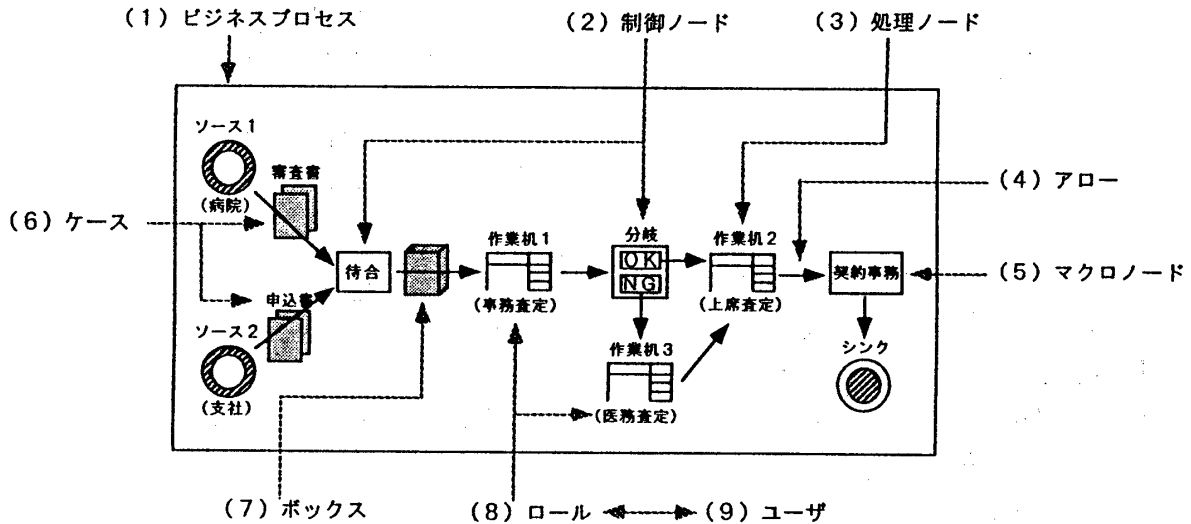 (1)ビジネスプロセス
(2)制御ノード
(3)処理ノード
ソース1
審査書
(病院)
(4)アロー
(6)ケース
作業机1
分岐
作業机2
待合
OK
NG
契約事務
(5)マクロノード
(事務査定)
(上席査定)
申込書
ソース2
作業机3
シンク
(支社)
(医務査定)
(7)ボックス
(8)ロール
(9)ユーザ